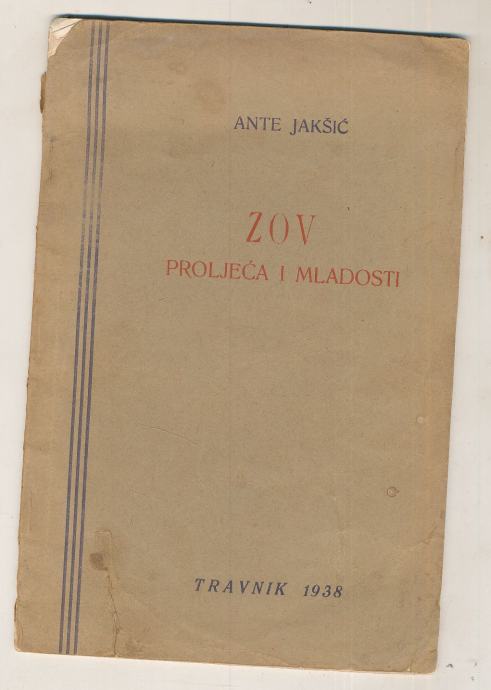 ANTE JAKŠIĆ
ZOV
PROLJEĆA I MLADOSTI
TRAVNIK 1938